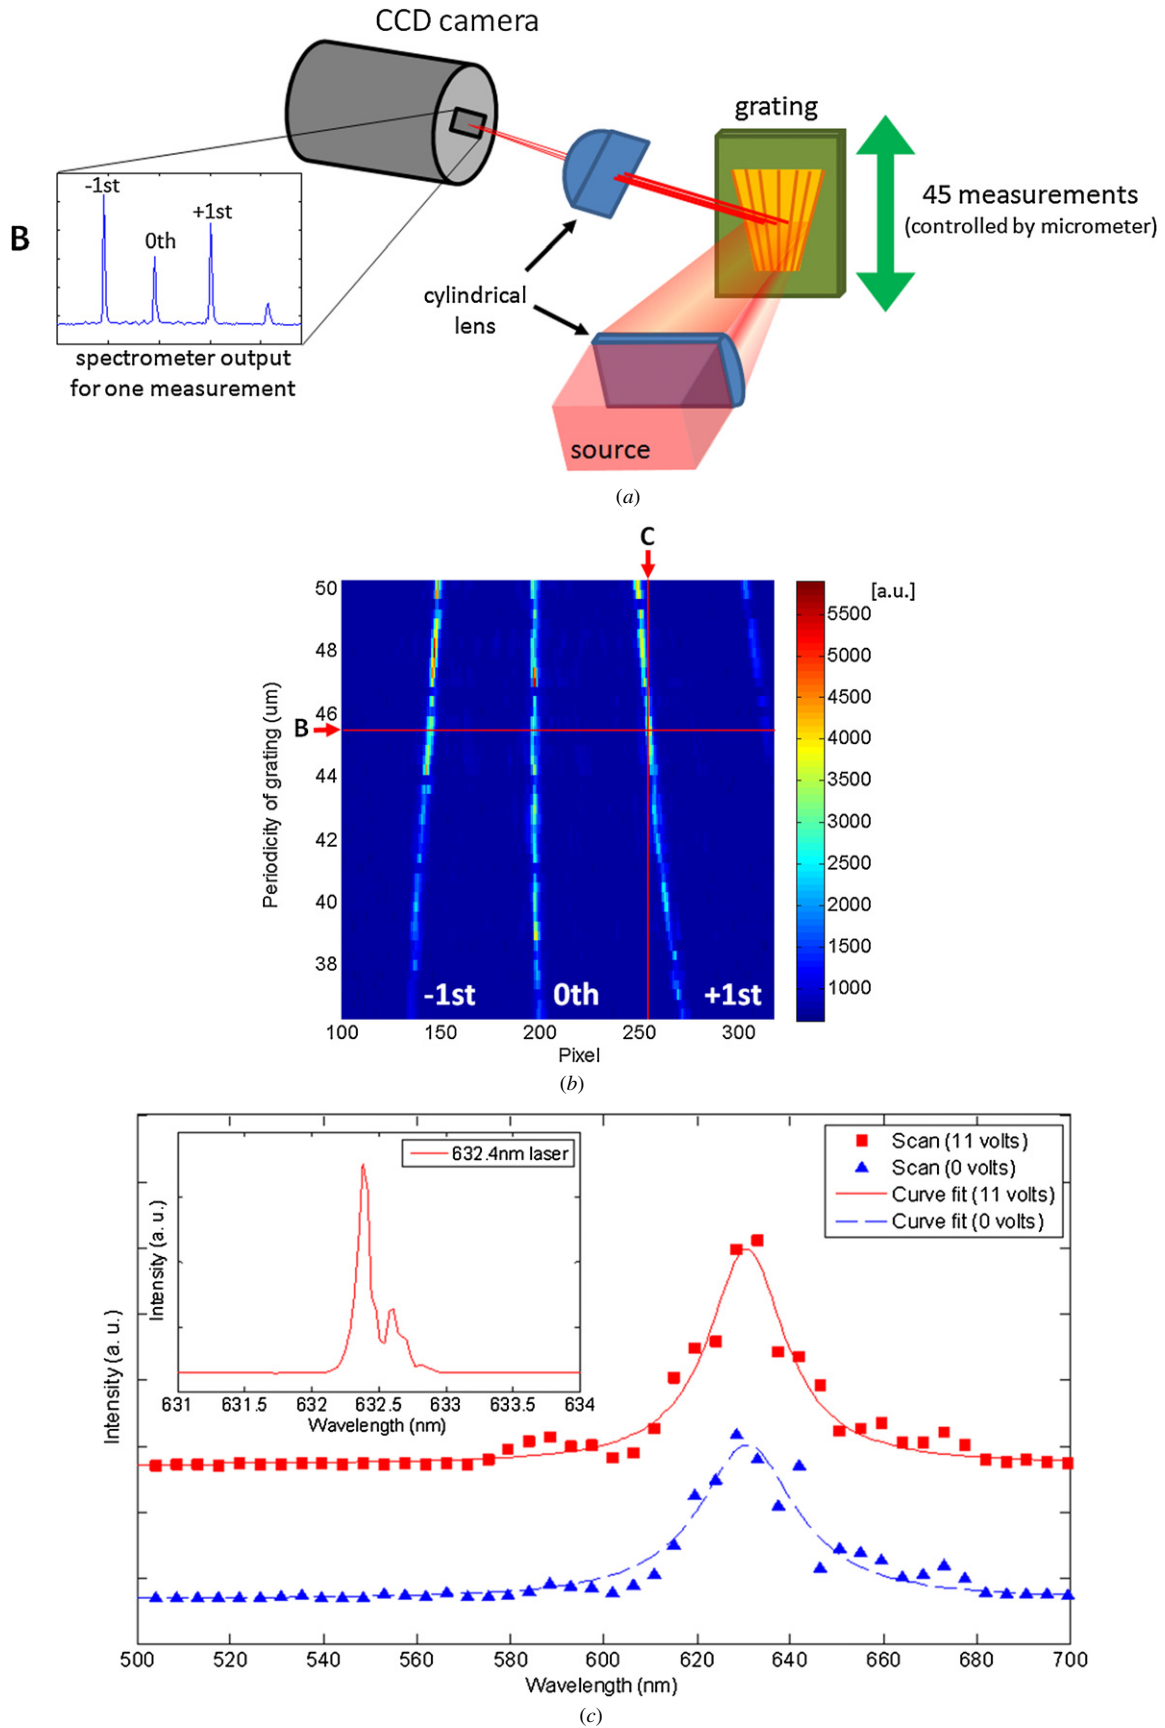 CCD camera
grating
45 measurements
(controlled by micrometer)
-1st
+1st
0th
B
cylindrical
lens
spectrometer output
for one measurement
source
(a)
C
[a.u.]
50
48
46
44
42
40
38
B
Periodicity of grating (um)
5500
5000
4500
4000
3500
3000
2500
2000
1500
1000
-1st
0th
+1st
100
150
200
250
300
Pixel
(b)
632.4nm laser
Intensity (a. u.)
631
631.5
632
632.5
633
633.5
634
Wavelength (nm)
Scan (11 volts)
Scan (0 volts)
Curve fit (11 volts)
Curve fit (0 volts)
Intensity (a. u.)
500
520
540
560
580
600
620
640
660
680
700
Wavelength (nm)
(c)